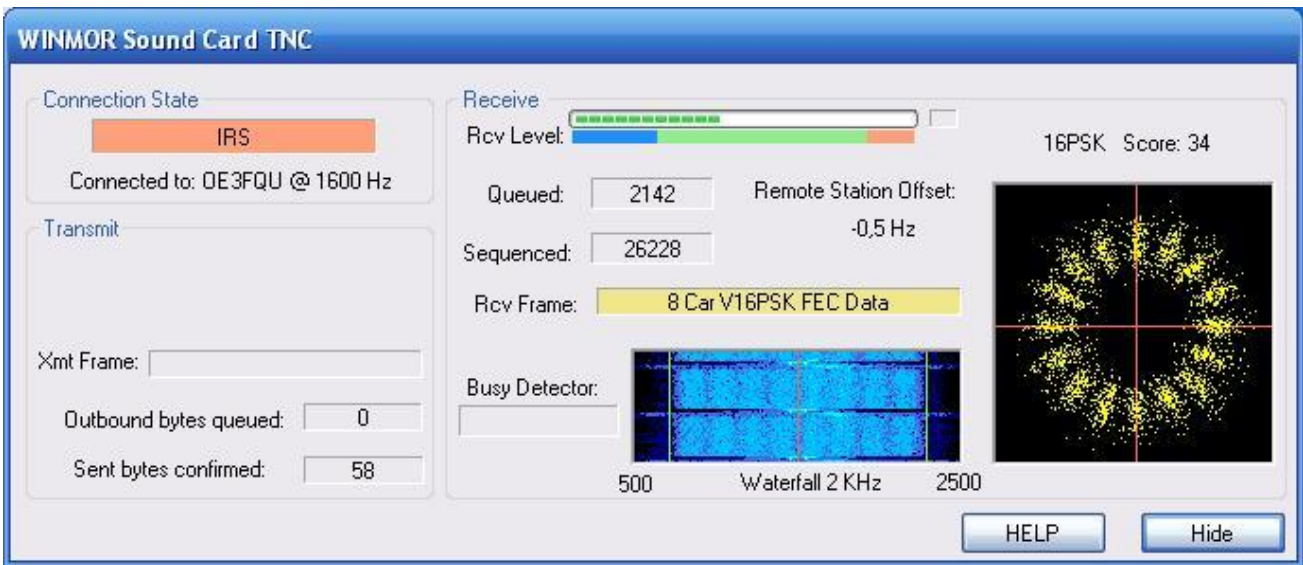 WINMOR Sound Card TNC
Connection State
IRS
Connected to: OE3FQU @ 1600 Hz
Transmit
Xmt Frame:
Outbound bytes queued: 0
Sent bytes confirmed: 58
Receive
Rcv Level:
Queued: 2142
Sequenced: 26228
Remote Station Offset:
-0,5 Hz
Rcv Frame: 8 Car V16PSK FEC Data
Busy Detector:
500 Waterfall 2 KHz 2500
16PSK Score: 34
HELP Hide